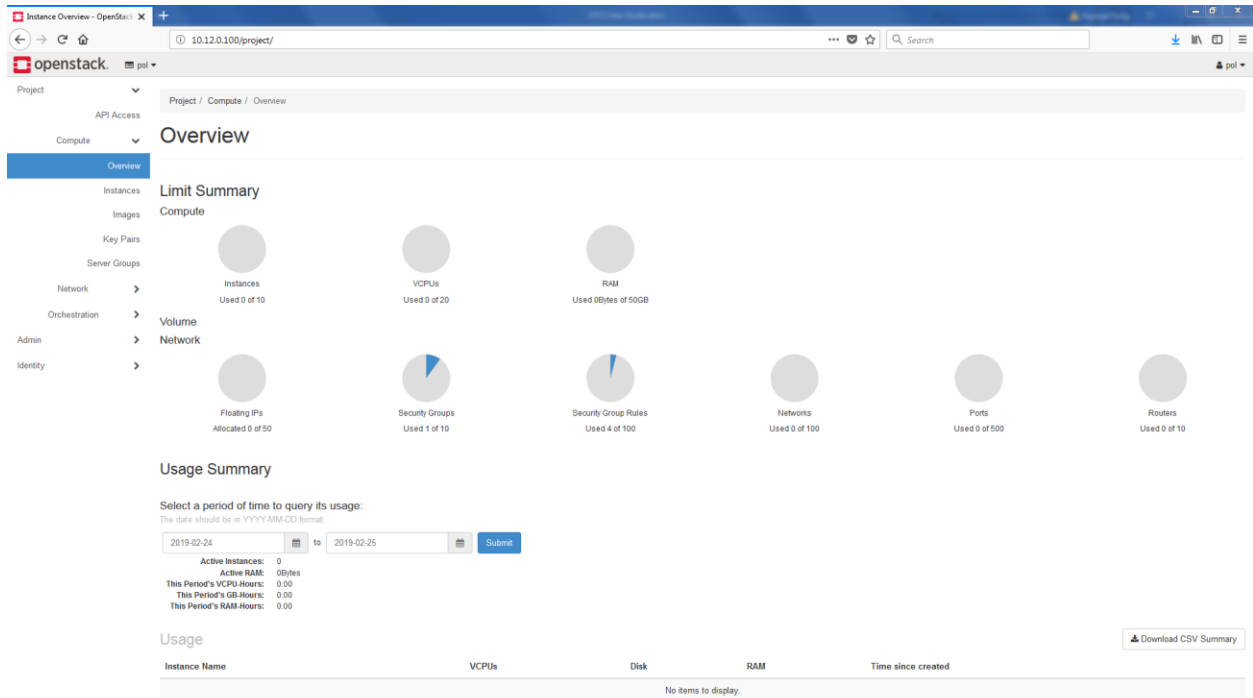 Instance Overview - OpenStac
10.12.0.100/project/
Search
openstack. pol
pol
Project
API Access
Compute
Overview
Instances
Images
Key Pairs
Server Groups
Network
Orchestration
Admin
Identity
Project / Compute / Overview
Overview
Limit Summary
Compute
Instances
Used 0 of 10
VCPUs
Used 0 of 20
RAM
Used 0Bytes of 50GB
Volume
Network
Floating IPs
Allocated 0 of 50
Security Groups
Used 1 of 10
Security Group Rules
Used 4 of 100
Networks
Used 0 of 100
Ports
Used 0 of 500
Routers
Used 0 of 10
Usage Summary
Select a period of time to query its usage:
The date should be in YYYY-MM-DD format.
2019-02-24 to 2019-02-25 Submit
Active Instances: 0
Active RAM: 0Bytes
This Period's VCPU-Hours: 0.00
This Period's GB-Hours: 0.00
This Period's RAM-Hours: 0.00
Usage
Download CSV Summary
Instance Name VCPUs Disk RAM Time since created
No items to display.